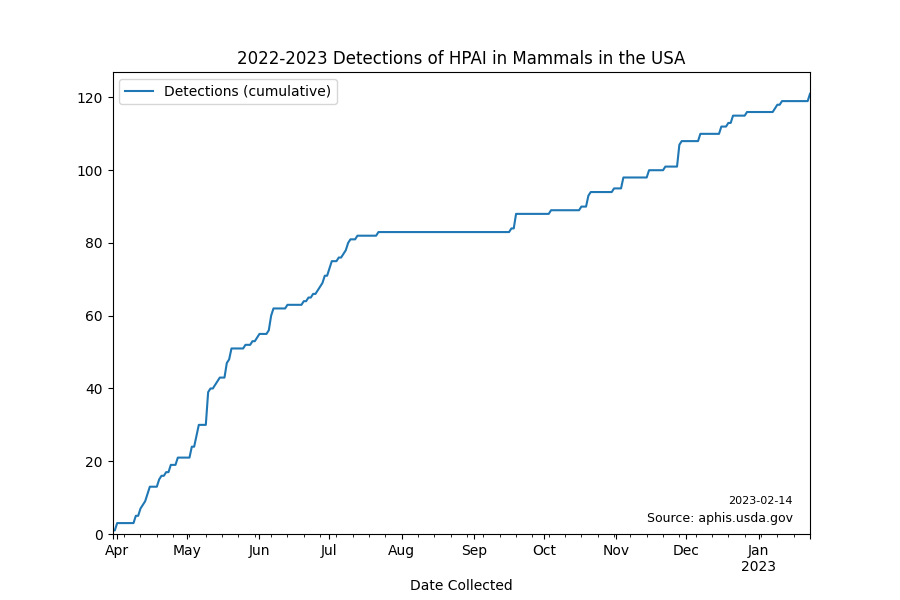 2022-2023 Detections of HPAI in Mammals in the USA
Detections (cumulative)
120
100
80
60
40
20
0
2023-02-14
Source: aphis.usda.gov
Apr May Jun Jul Aug Sep Oct Nov Dec Jan
2023
Date Collected